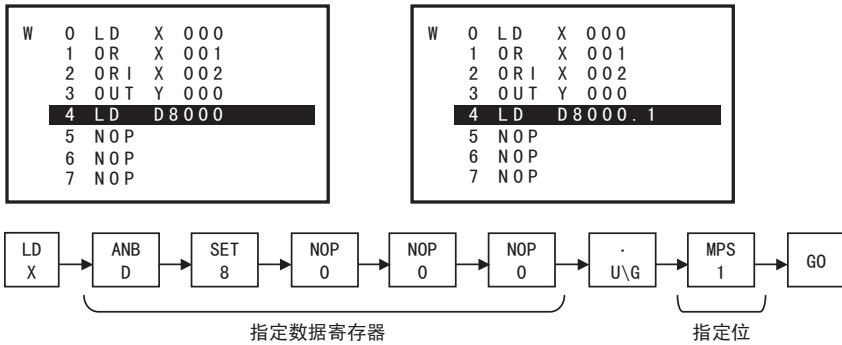 W 0 LD X 000
1 OR X 001
2 ORI X 002
3 OUT Y 000
4 LD D8000
5 NOP
6 NOP
7 NOP
W 0 LD X 000
1 OR X 001
2 ORI X 002
3 OUT Y 000
4 LD D8000.1
5 NOP
6 NOP
7 NOP
LD ANB SET NOP NOP NOP · MPS GO
X D 8 0 0 0 U\G 1
指定数据寄存器 指定位